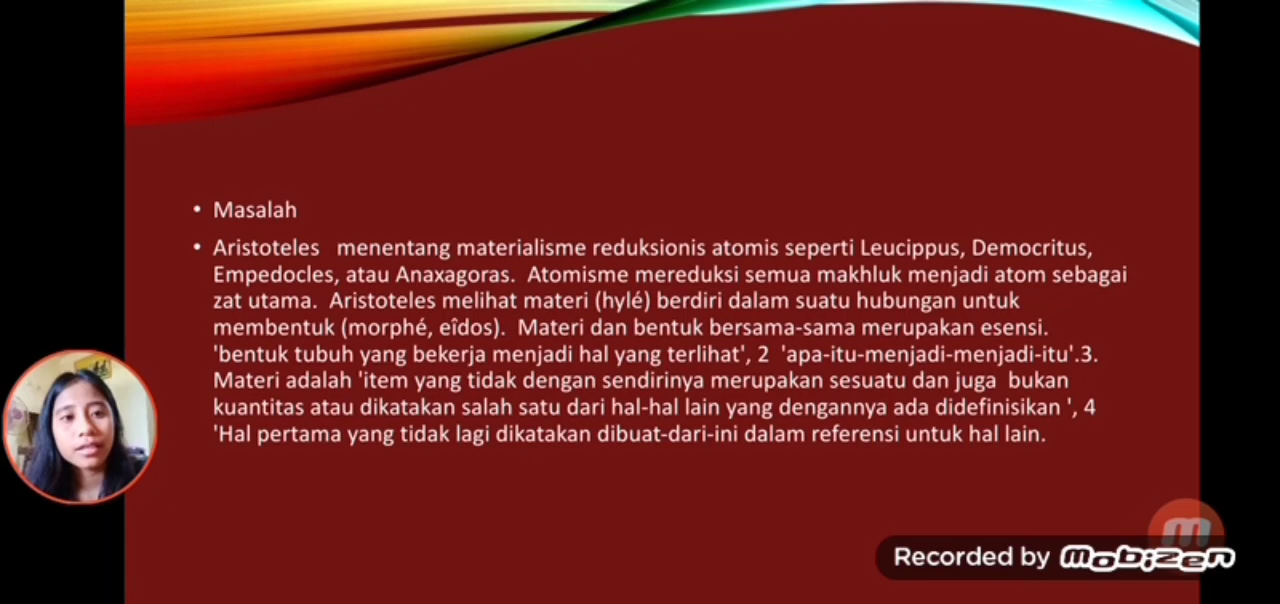 • Masalah
• Aristoteles menentang materialisme reduksionis atomis seperti Leucippus, Democritus,
Empedocles, atau Anaxagoras. Atomisme mereduksi semua makhluk menjadi atom sebagai
zat utama. Aristoteles melihat materi (hylé) berdiri dalam suatu hubungan untuk
membentuk (morphé, eîdos). Materi dan bentuk bersama-sama merupakan esensi.
'bentuk tubuh yang bekerja menjadi hal yang terlihat', 2 'apa-itu-menjadi-menjadi-itu'.3.
Materi adalah 'item yang tidak dengan sendirinya merupakan sesuatu dan juga bukan
kuantitas atau dikatakan salah satu dari hal-hal lain yang dengannya ada didefinisikan ', 4
'Hal pertama yang tidak lagi dikatakan dibuat-dari-ini dalam referensi untuk hal lain.
Recorded by Mobizen